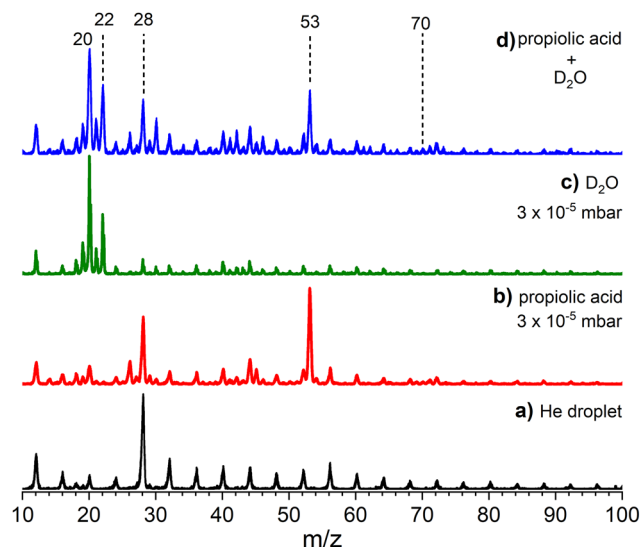 20
22
28
53
70
d) propiolic acid
+
D₂O
c) D₂O
3 x 10⁻⁵ mbar
b) propiolic acid
3 x 10⁻⁵ mbar
a) He droplet
10 20 30 40 50 60 70 80 90 100
m/z